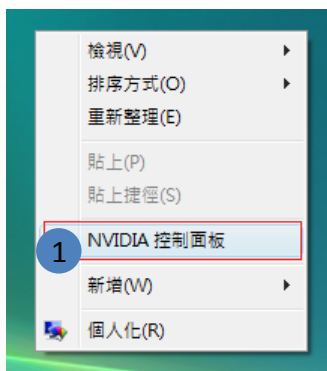 檢視(V)
排序方式(O)
重新整理(E)
貼上(P)
貼上捷徑(S)
1 NVIDIA 控制面板
新增(W)
個人化(R)